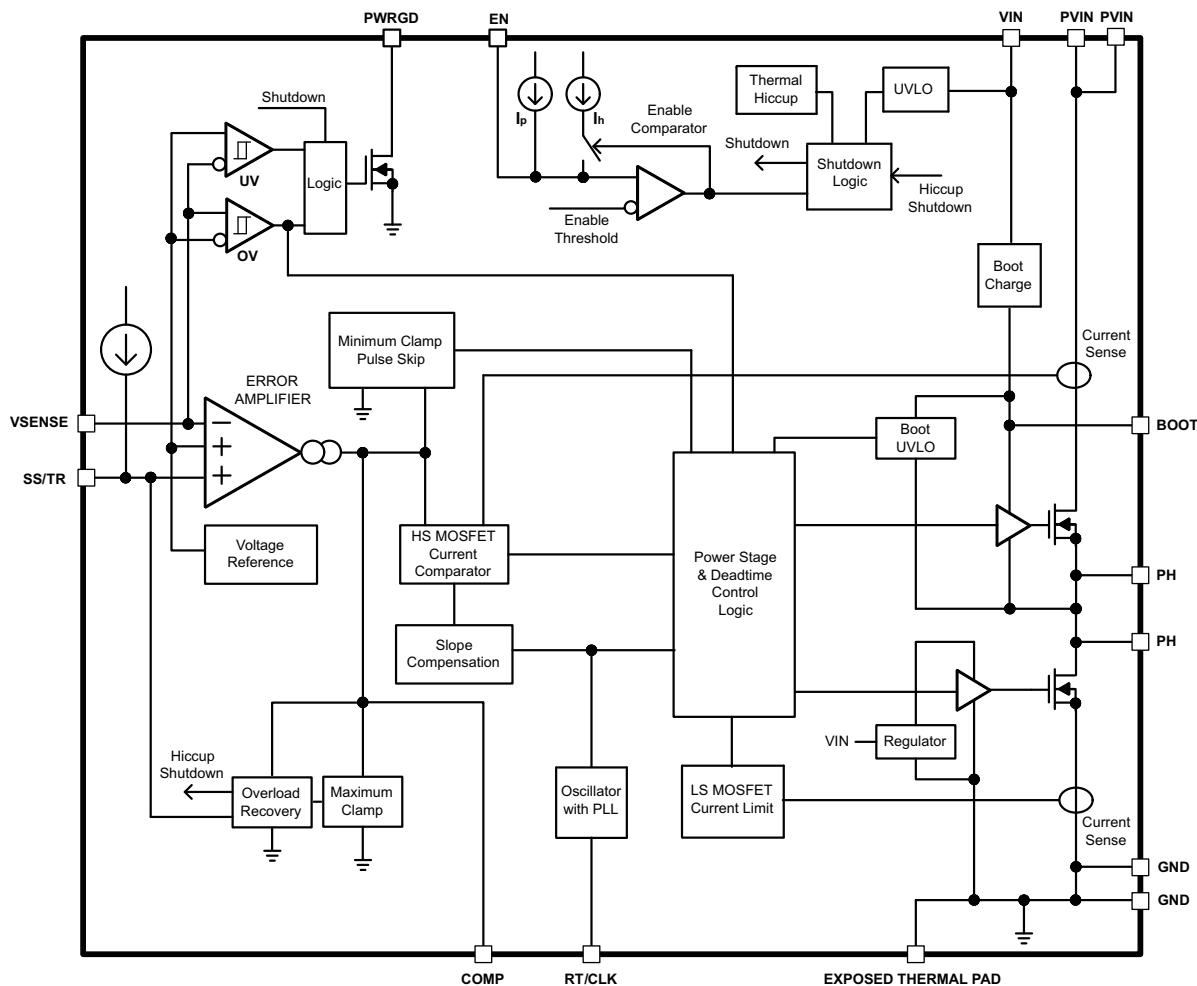 PWRGD
EN
VIN
PVIN
PVIN
Shutdown
UV
OV
Logic
Ip
Ih
Enable
Comparator
Enable
Threshold
Thermal
Hiccup
UVLO
Shutdown
Shutdown
Logic
Hiccup
Shutdown
Boot
Charge
Current
Sense
Minimum Clamp
Pulse Skip
ERROR
AMPLIFIER
VSENSE
SS/TR
−
+
+
BOOT
Boot
UVLO
Voltage
Reference
HS MOSFET
Current
Comparator
Power Stage
& Deadtime
Control
Logic
PH
PH
Slope
Compensation
VIN
Regulator
Hiccup
Shutdown
Overload
Recovery
Maximum
Clamp
Oscillator
with PLL
LS MOSFET
Current Limit
Current
Sense
GND
GND
COMP
RT/CLK
EXPOSED THERMAL PAD